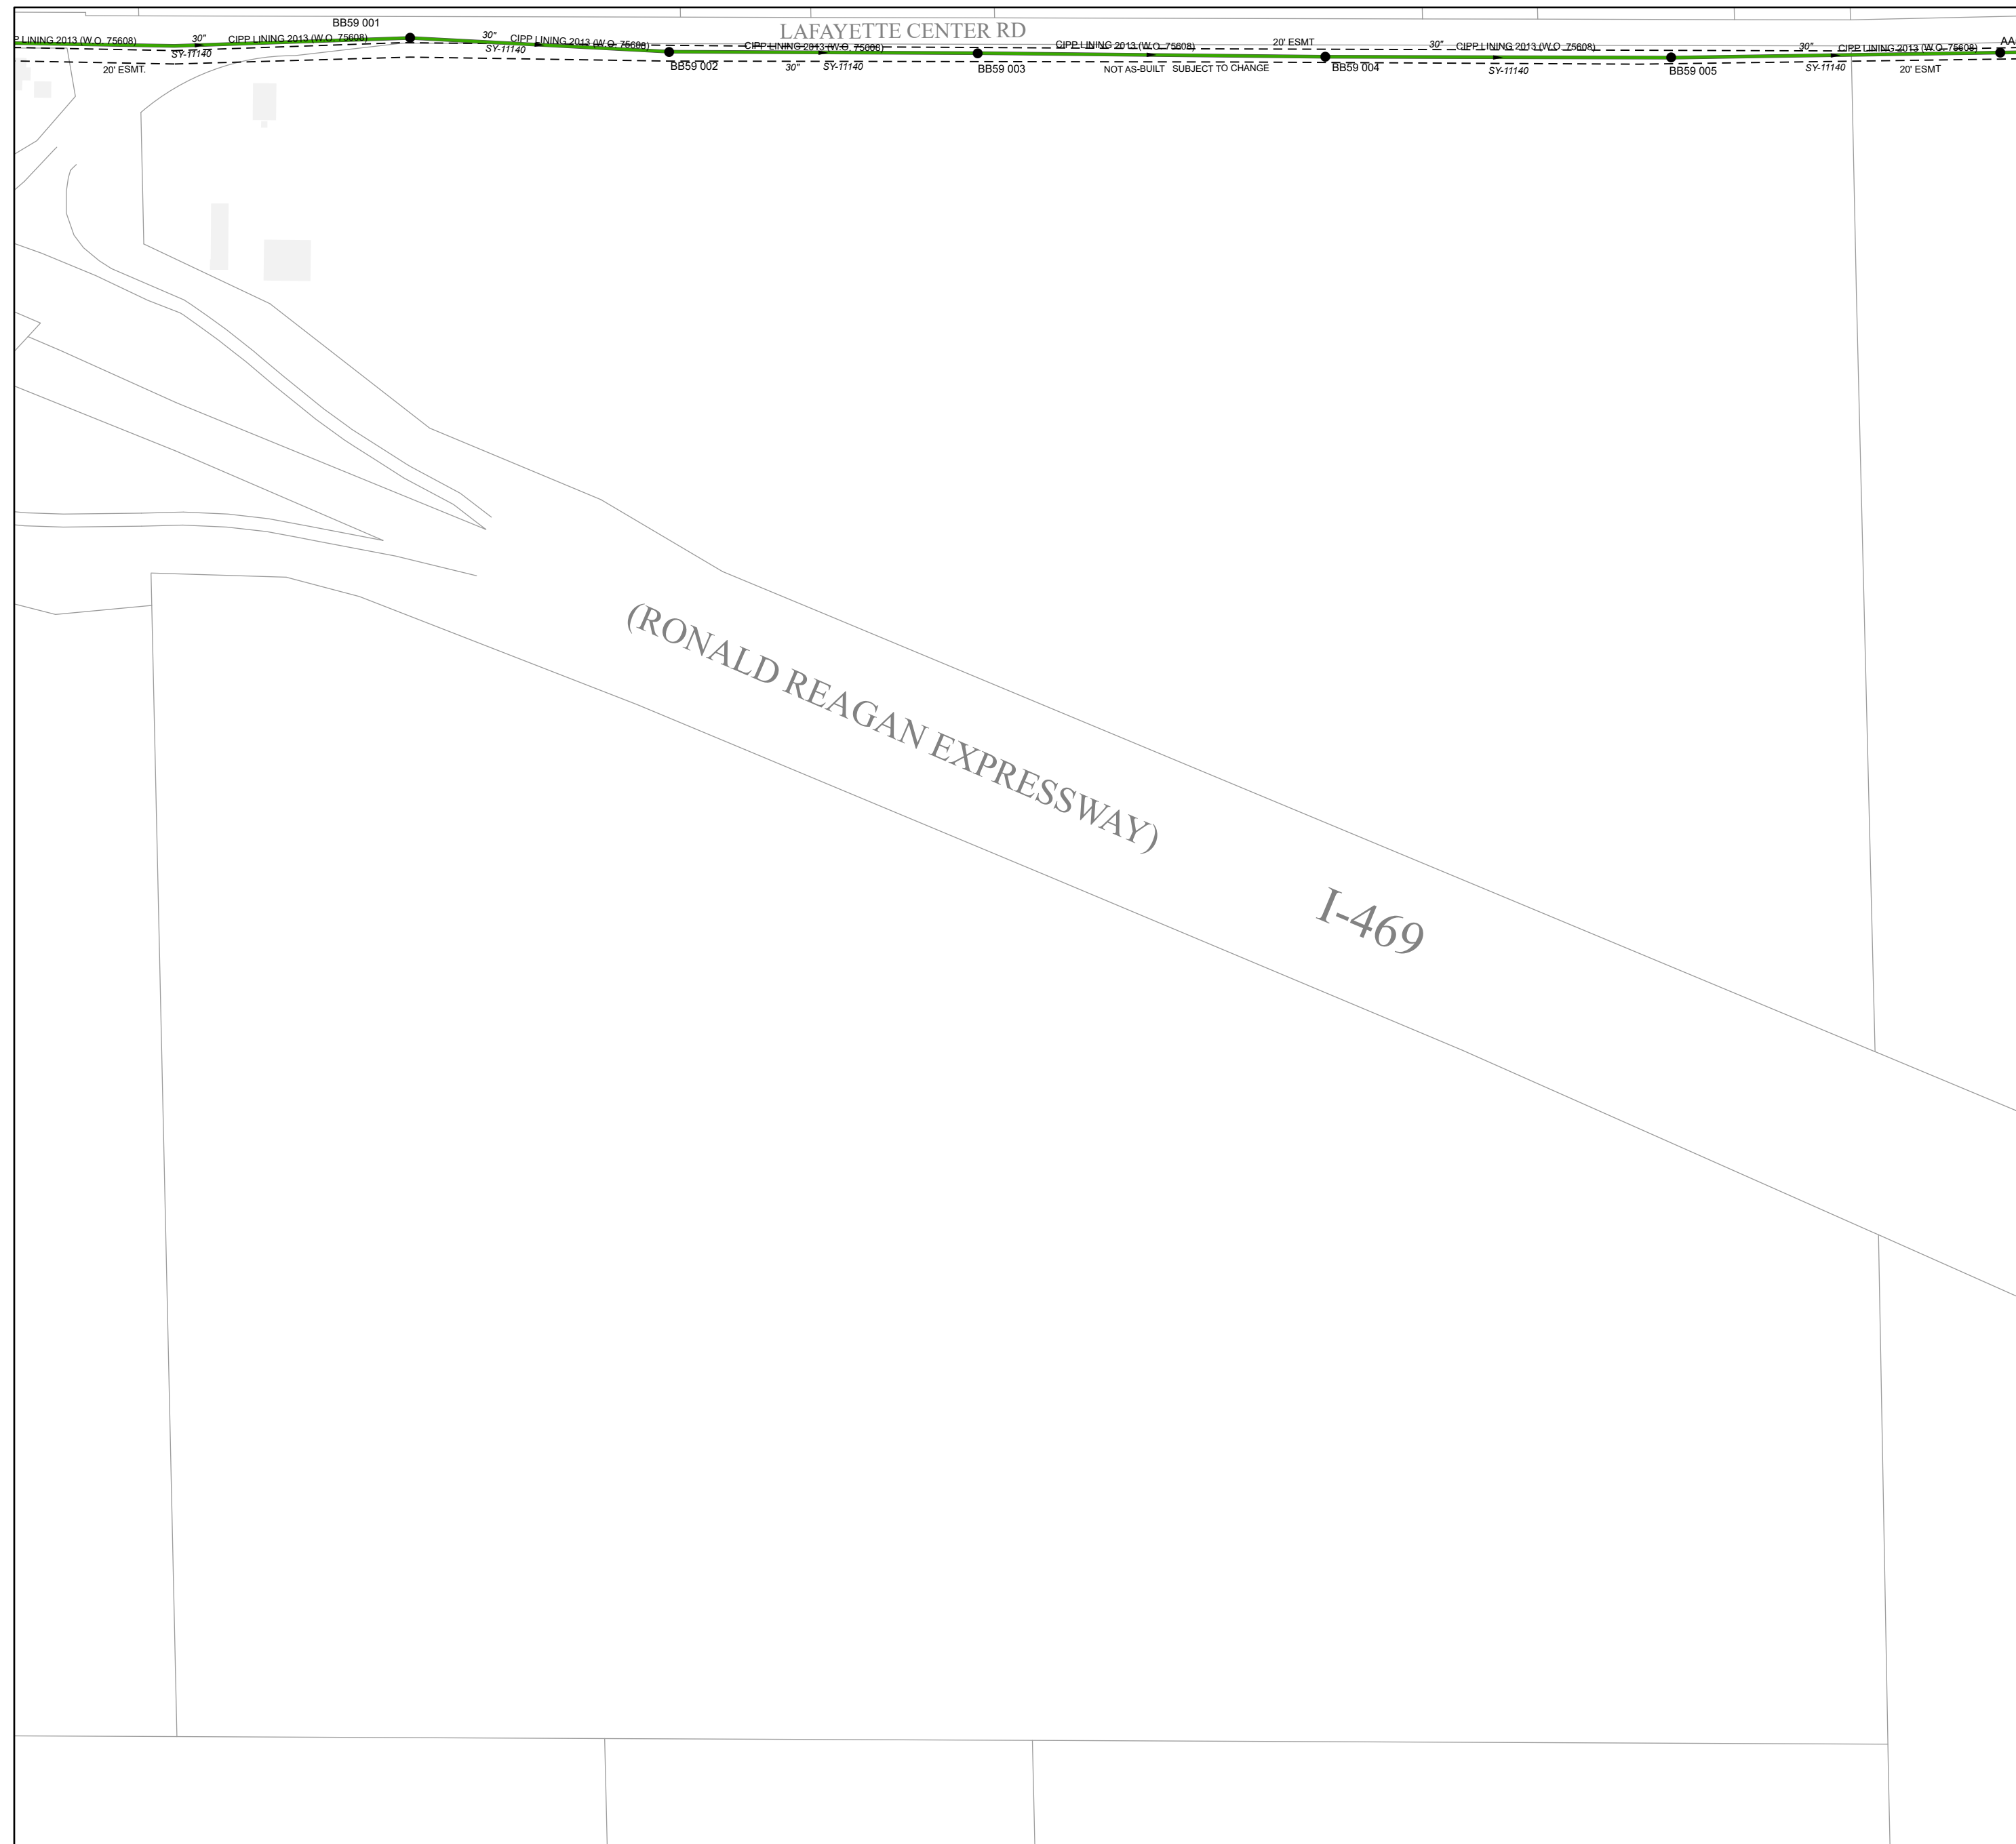 BB59 001
LAFAYETTE CENTER RD
P LINING 2013 (W.O. 75608)
30"
CIPP LINING 2013 (W.O. 75608)
30"
CIPP LINING 2013 (W.O. 75608)
CIPP LINING 2013 (W.O. 75608)
CIPP LINING 2013 (W.O. 75608)
20' ESMT
30"
CIPP LINING 2013 (W.O. 75608)
30"
CIPP LINING 2013 (W.O. 75608)
AA
SY-11140
SY-11140
20' ESMT.
BB59 002
30"
SY-11140
BB59 003
NOT AS-BUILT SUBJECT TO CHANGE
BB59 004
SY-11140
BB59 005
SY-11140
20' ESMT
(RONALD REAGAN EXPRESSWAY)
I-469